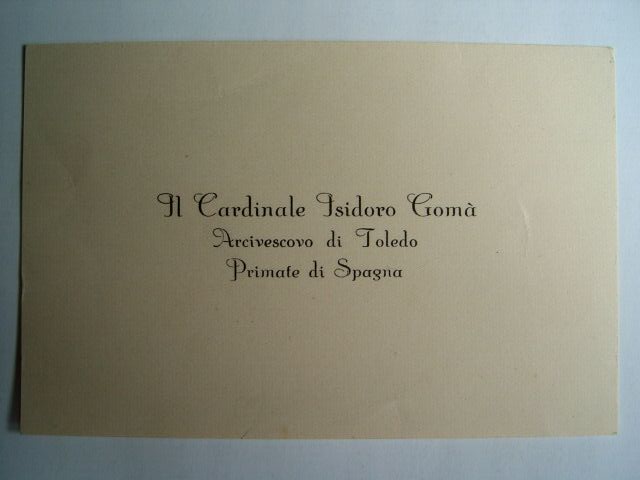 Il Cardinale Isidoro Gomà
Arcivescovo di Toledo
Primate di Spagna